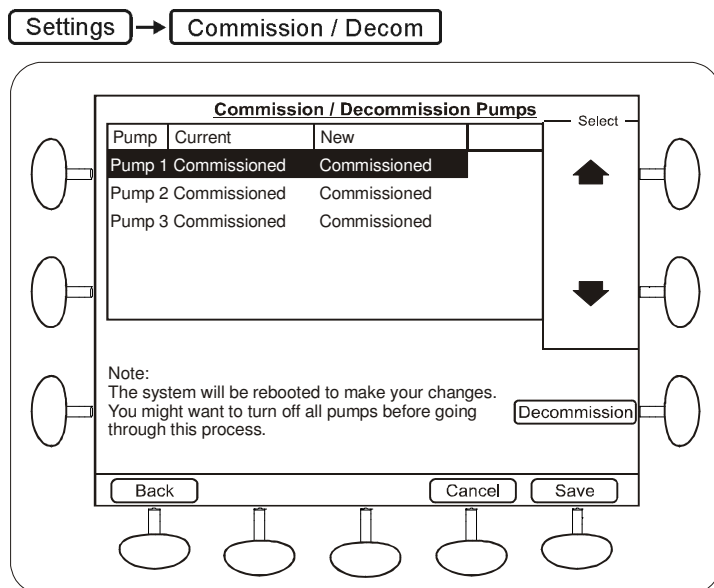 Settings Commission / Decom
Commission / Decommission Pumps
Select
Pump Current New
Pump 1 Commissioned Commissioned
Pump 2 Commissioned Commissioned
Pump 3 Commissioned Commissioned
Note:
The system will be rebooted to make your changes.
You might want to turn off all pumps before going
through this process.
Decommission
Back Cancel Save